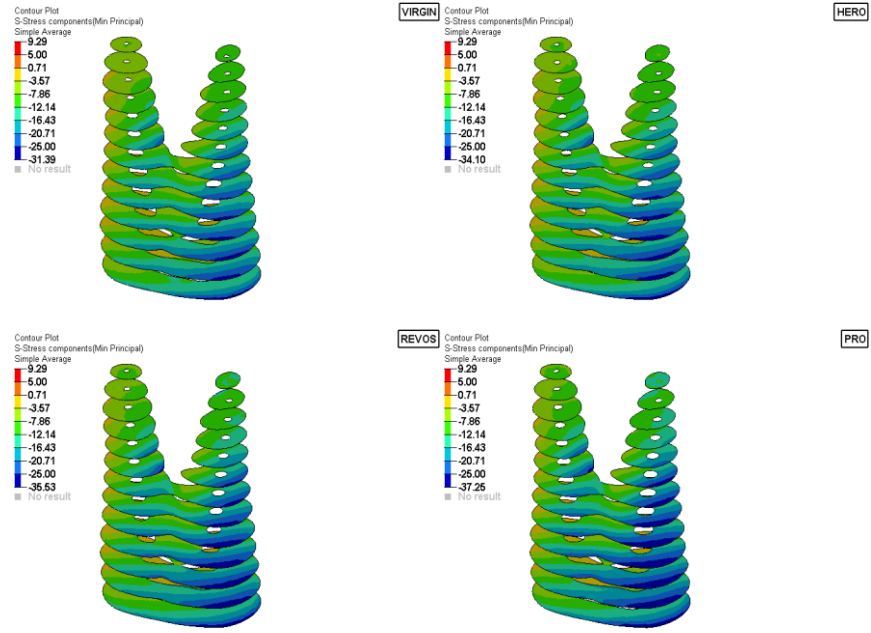 Contour Plot
S-Stress components(Min Principal)
Simple Average
9.29
5.00
0.71
-3.57
-7.86
-12.14
-16.43
-20.71
-25.00
-31.39
No result
VIRGIN
Contour Plot
S-Stress components(Min Principal)
Simple Average
9.29
5.00
0.71
-3.57
-7.86
-12.14
-16.43
-20.71
-25.00
-34.10
No result
HERO
Contour Plot
S-Stress components(Min Principal)
Simple Average
9.29
5.00
0.71
-3.57
-7.86
-12.14
-16.43
-20.71
-25.00
-35.53
No result
REVOS
Contour Plot
S-Stress components(Min Principal)
Simple Average
9.29
5.00
0.71
-3.57
-7.86
-12.14
-16.43
-20.71
-25.00
-37.25
No result
PRO